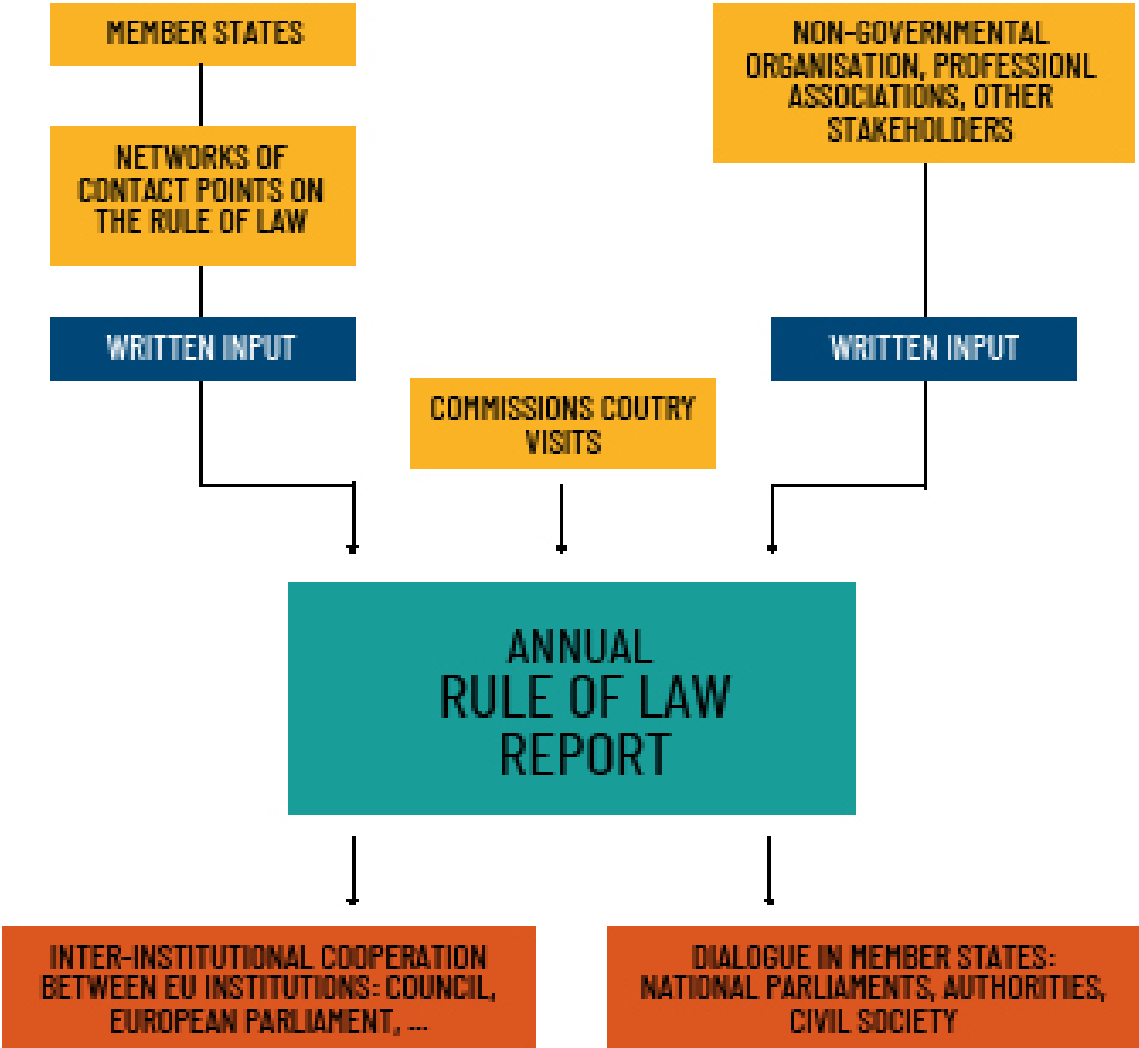 MEMBER STATES
NETWORKS OF
CONTACT POINTS ON
THE RULE OF LAW
WRITTEN INPUT
NON-GOVERNMENTAL
ORGANISATION, PROFESSIONL
ASSOCIATIONS, OTHER
STAKEHOLDERS
WRITTEN INPUT
COMMISSIONS COUTRY
VISITS
ANNUAL
RULE OF LAW
REPORT
INTER-INSTITUTIONAL COOPERATION
BETWEEN EU INSTITUTIONS: COUNCIL,
EUROPEAN PARLIAMENT, ...
DIALOGUE IN MEMBER STATES:
NATIONAL PARLIAMENTS, AUTHORITIES,
CIVIL SOCIETY